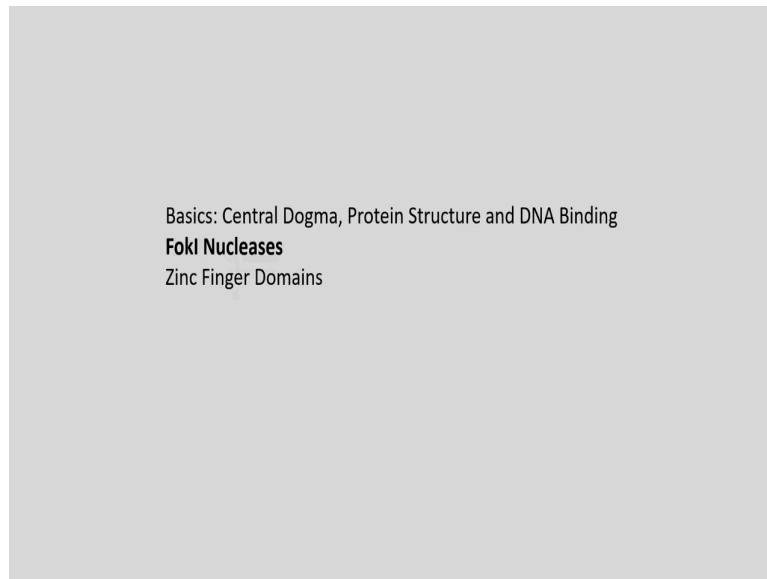 Basics: Central Dogma, Protein Structure and DNA Binding
FokI Nucleases
Zinc Finger Domains